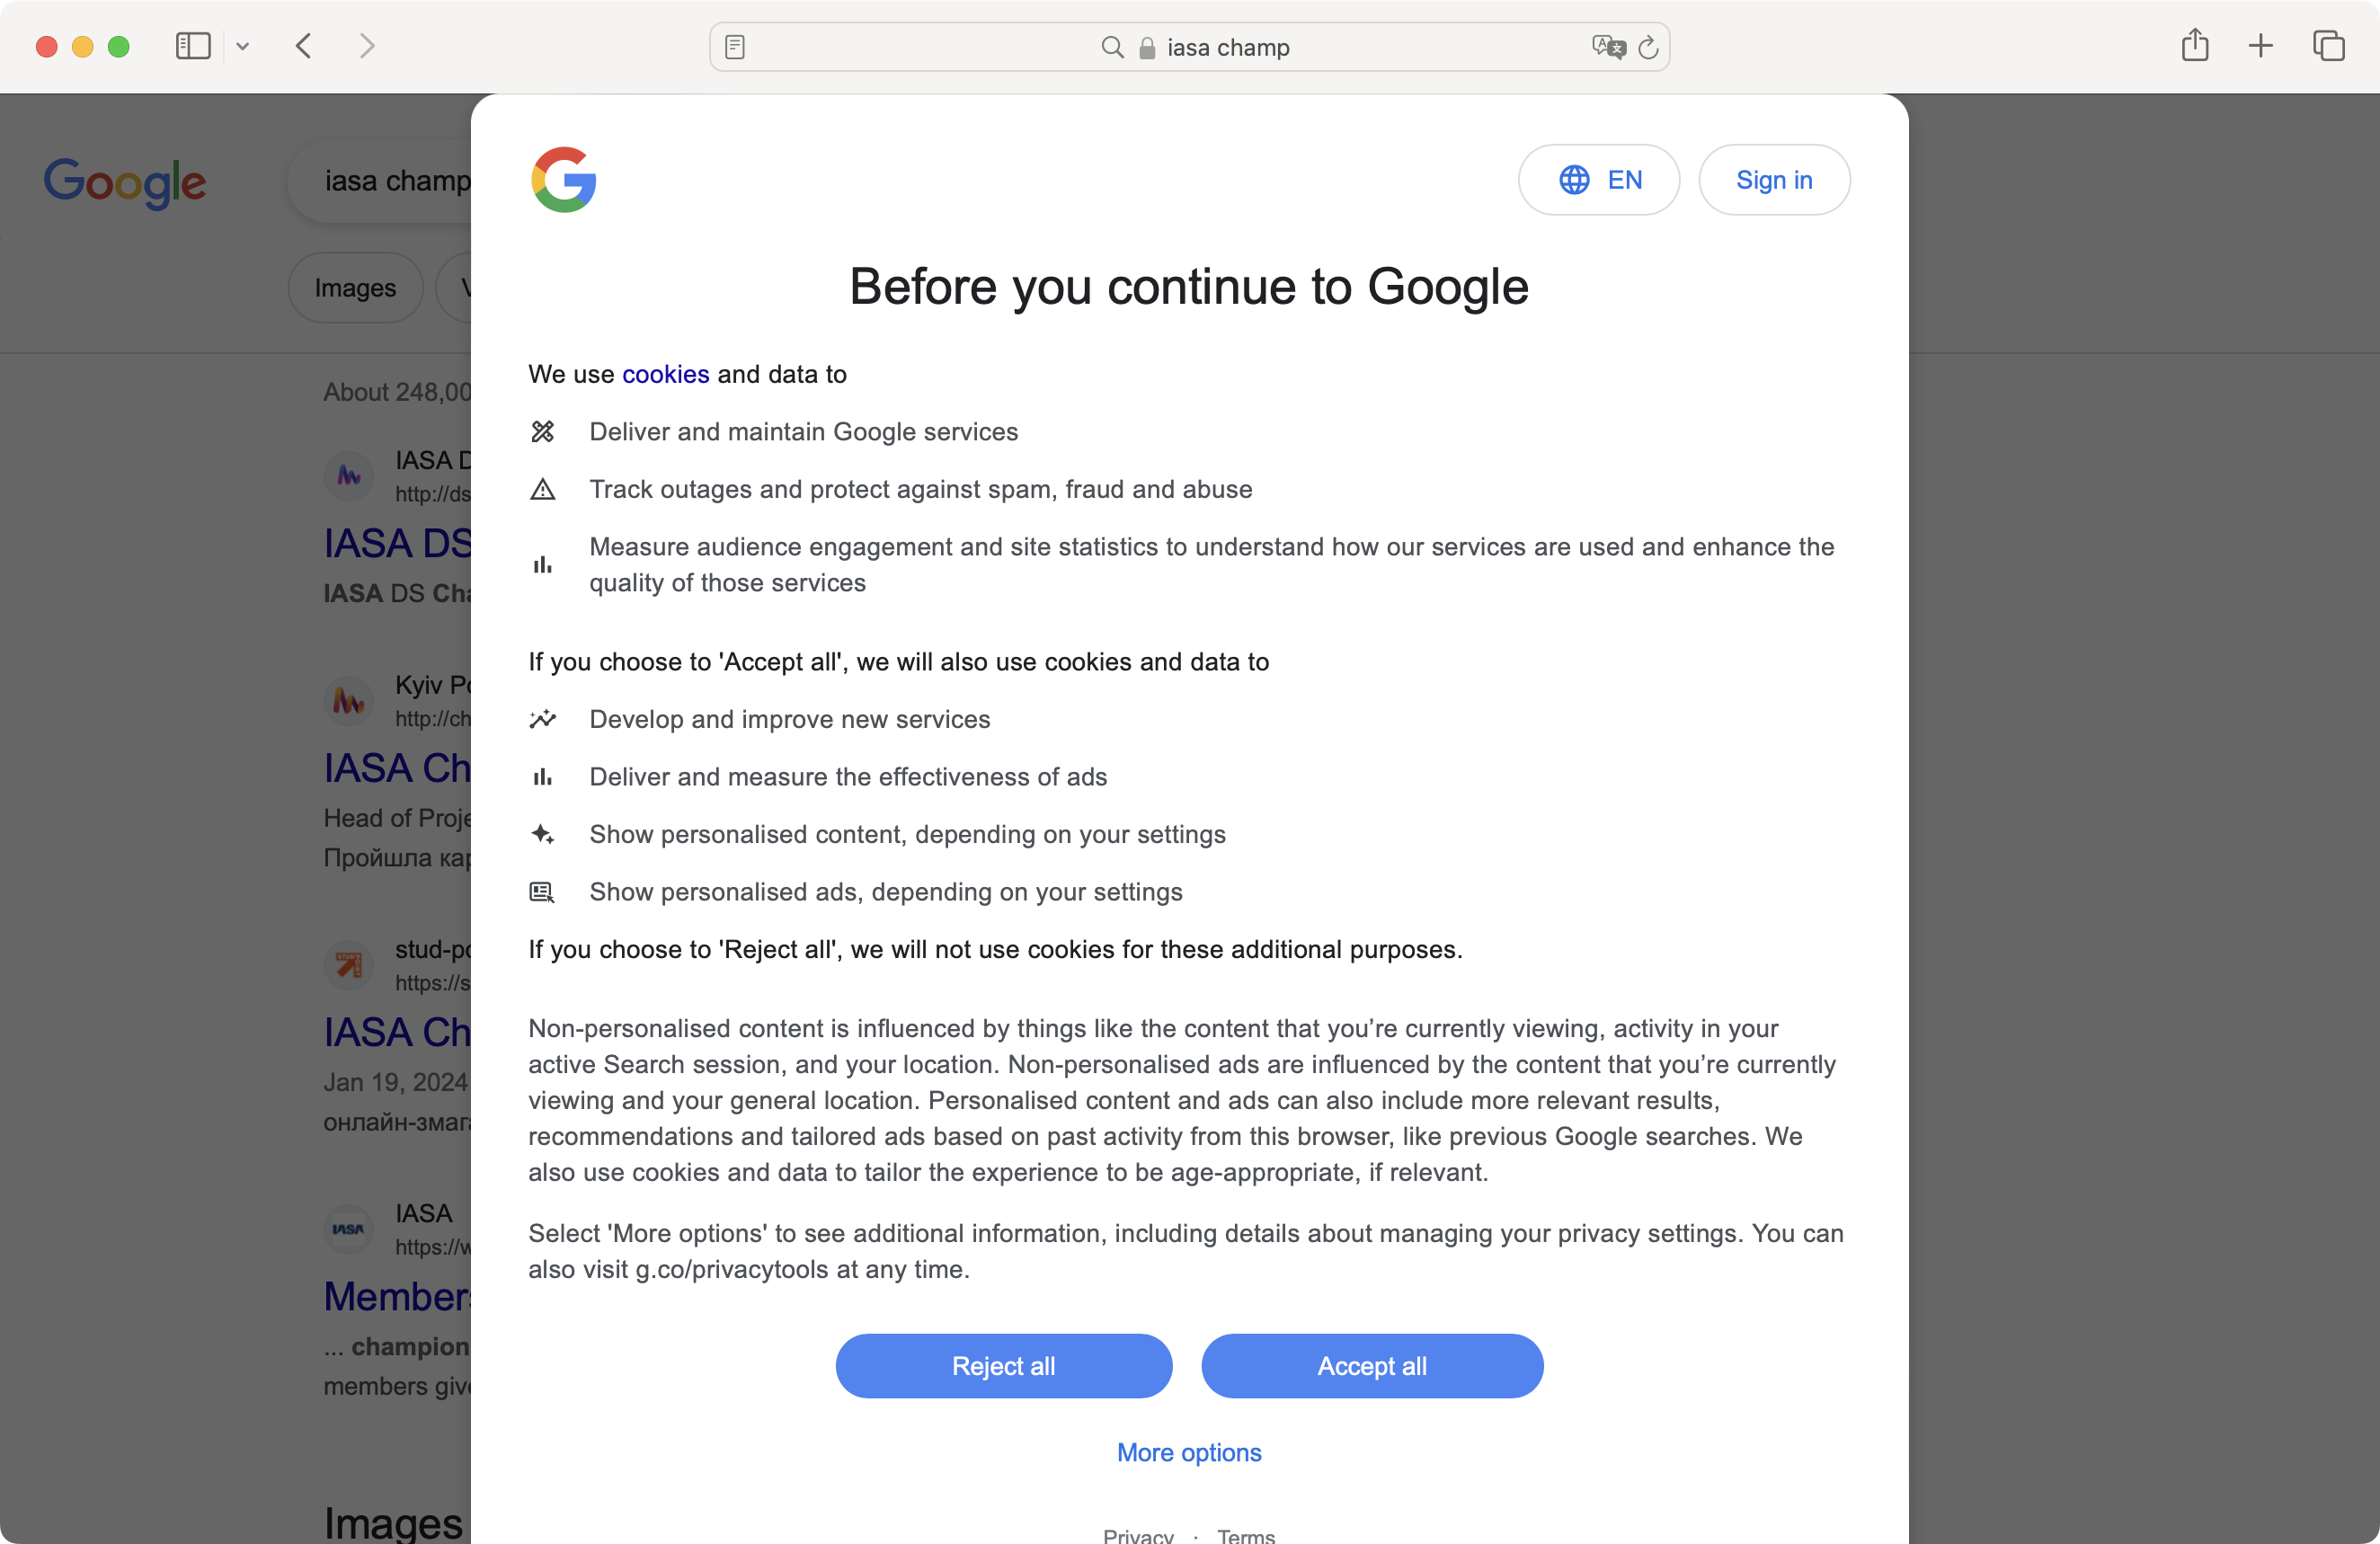 iasa champ
Google
iasa champ
Images
About 248,00
IASA D
http://ds
IASA DS
IASA DS Cha
Kyiv Po
http://ch
IASA Ch
Head of Proje
Пройшла кар
stud-po
https://s
IASA Ch
Jan 19, 2024
онлайн-змага
IASA
IASA
https://w
Members
... champion
members give
Images
EN
Sign in
Before you continue to Google
We use cookies and data to
Deliver and maintain Google services
Track outages and protect against spam, fraud and abuse
Measure audience engagement and site statistics to understand how our services are used and enhance the
quality of those services
If you choose to 'Accept all', we will also use cookies and data to
Develop and improve new services
Deliver and measure the effectiveness of ads
Show personalised content, depending on your settings
Show personalised ads, depending on your settings
If you choose to 'Reject all', we will not use cookies for these additional purposes.
Non-personalised content is influenced by things like the content that you’re currently viewing, activity in your
active Search session, and your location. Non-personalised ads are influenced by the content that you’re currently
viewing and your general location. Personalised content and ads can also include more relevant results,
recommendations and tailored ads based on past activity from this browser, like previous Google searches. We
also use cookies and data to tailor the experience to be age-appropriate, if relevant.
Select 'More options' to see additional information, including details about managing your privacy settings. You can
also visit g.co/privacytools at any time.
Reject all
Accept all
More options
Privacy · Terms